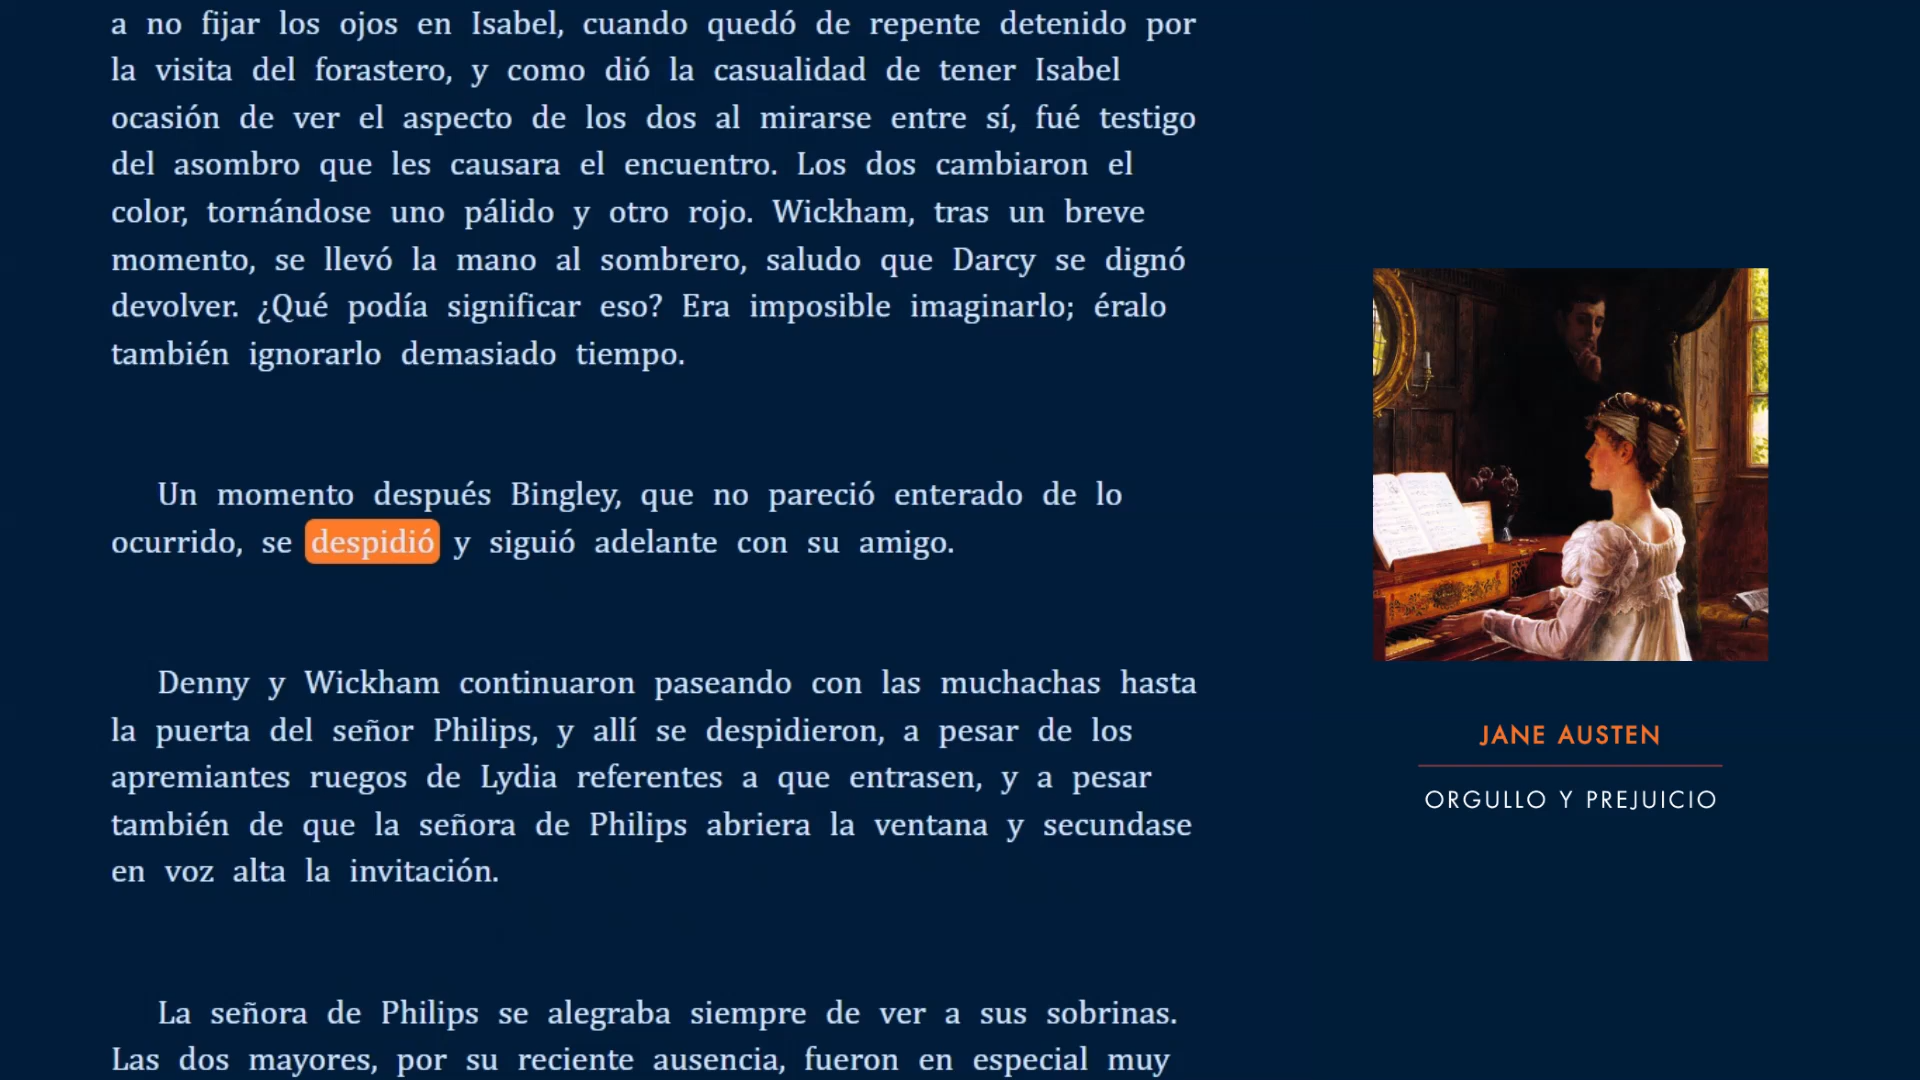 a no fijar los ojos en Isabel, cuando quedó de repente detenido por
la visita del forastero, y como dió la casualidad de tener Isabel
ocasión de ver el aspecto de los dos al mirarse entre sí, fué testigo
del asombro que les causara el encuentro. Los dos cambiaron el
color, tornándose uno pálido y otro rojo. Wickham, tras un breve
momento, se llevó la mano al sombrero, saludo que Darcy se dignó
devolver. ¿Qué podía significar eso? Era imposible imaginarlo; éralo
también ignorarlo demasiado tiempo.
Un momento después Bingley, que no pareció enterado de lo
ocurrido, se despidió y siguió adelante con su amigo.
Denny y Wickham continuaron paseando con las muchachas hasta
la puerta del señor Philips, y allí se despidieron, a pesar de los
apremiantes ruegos de Lydia referentes a que entrasen, y a pesar
también de que la señora de Philips abriera la ventana y secundase
en voz alta la invitación.
La señora de Philips se alegraba siempre de ver a sus sobrinas.
Las dos mayores, por su reciente ausencia, fueron en especial muy
JANE AUSTEN
ORGULLO Y PREJUICIO